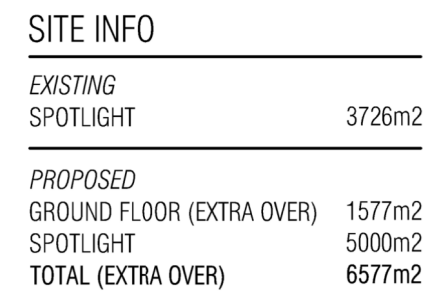 SITE INFO
EXISTING
SPOTLIGHT 3726m2
PROPOSED
GROUND FLOOR (EXTRA OVER) 1577m2
SPOTLIGHT 5000m2
TOTAL (EXTRA OVER) 6577m2